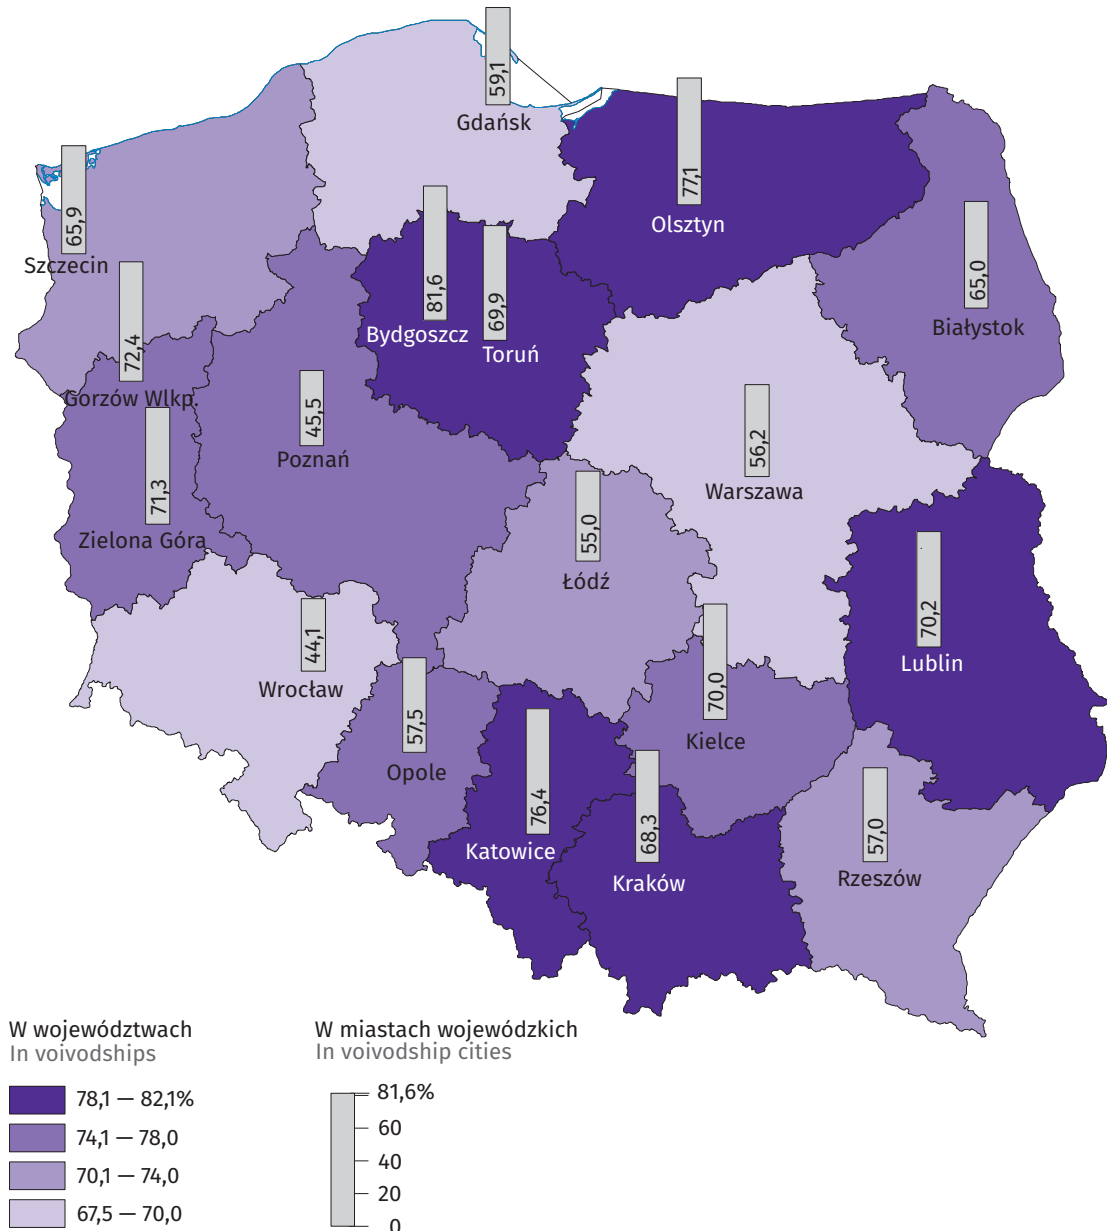 59,1
Gdańsk
77,1
Olsztyn
65,9
Szczecin
81,6
Bydgoszcz
69,9
Toruń
65,0
Białystok
72,4
Gorzów Wlkp.
45,5
Poznań
56,2
Warszawa
71,3
Zielona Góra
55,0
Łódź
70,2
Lublin
44,1
Wrocław
70,0
Kielce
57,5
Opole
76,4
Katowice
68,3
Kraków
57,0
Rzeszów
W województwach
In voivodships
78,1 — 82,1%
74,1 — 78,0
70,1 — 74,0
67,5 — 70,0
W miastach wojewódzkich
In voivodship cities
81,6%
60
40
20
0